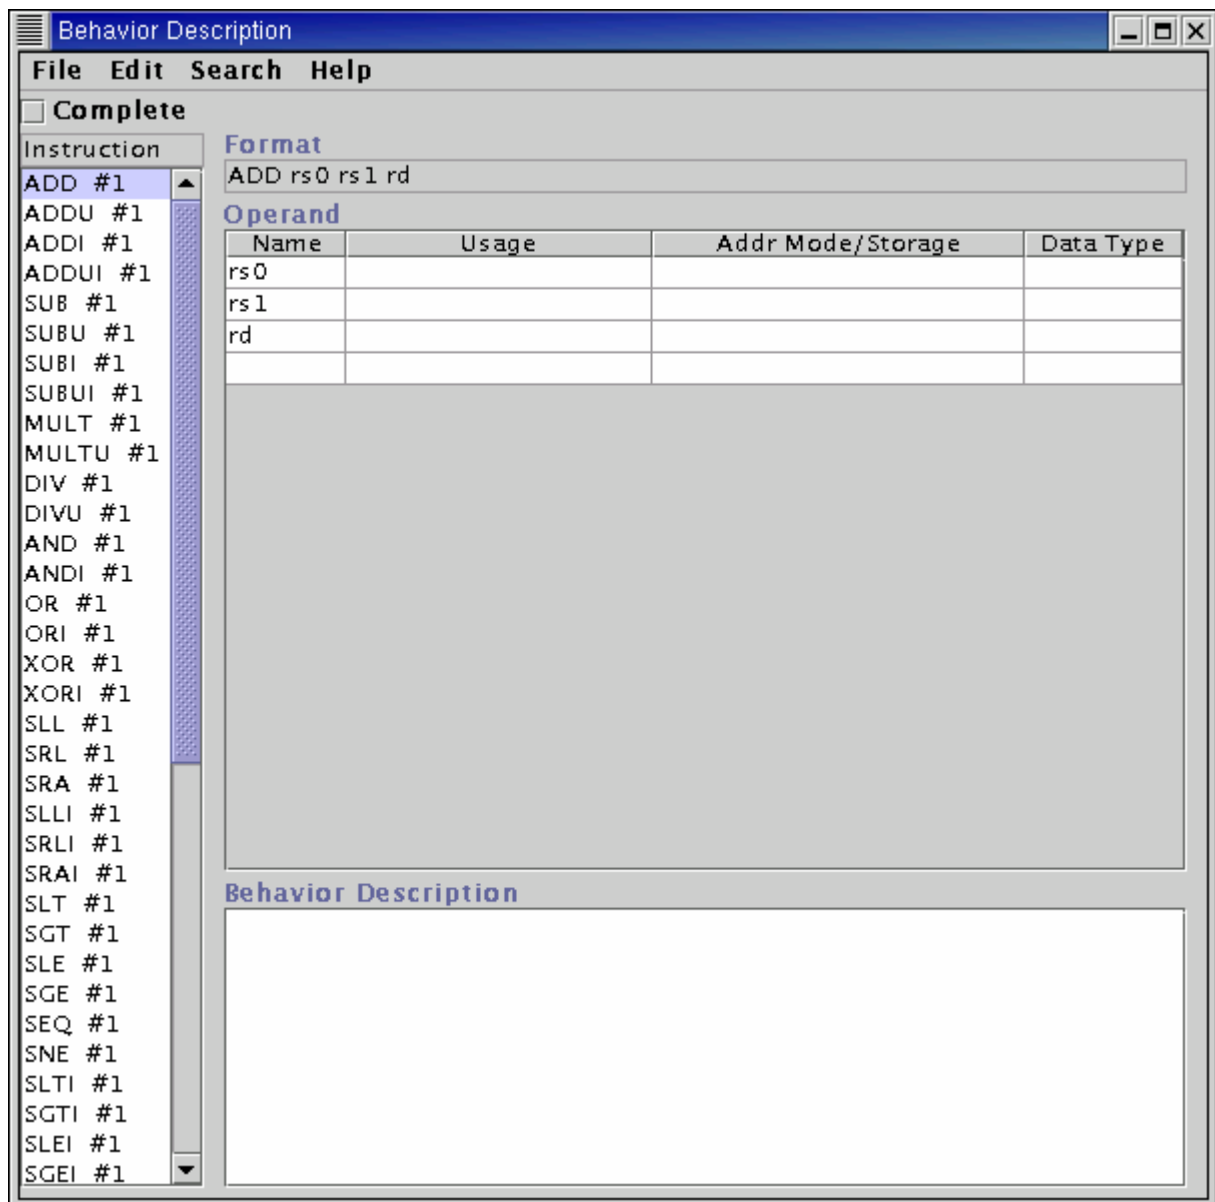 Behavior Description
File Edit Search Help
Complete
Instruction
ADD #1
ADDU #1
ADDI #1
ADDUI #1
SUB #1
SUBU #1
SUBI #1
SUBUI #1
MULT #1
MULTU #1
DIV #1
DIVU #1
AND #1
ANDI #1
OR #1
ORI #1
XOR #1
XORI #1
SLL #1
SRL #1
SRA #1
SLLI #1
SRLI #1
SRAI #1
SLT #1
SGT #1
SLE #1
SGE #1
SEQ #1
SNE #1
SLTI #1
SGTI #1
SLEI #1
SGEI #1
Format
ADD rs0 rs1 rd
Operand
Name Usage Addr Mode/Storage Data Type
rs0
rs1
rd
Behavior Description